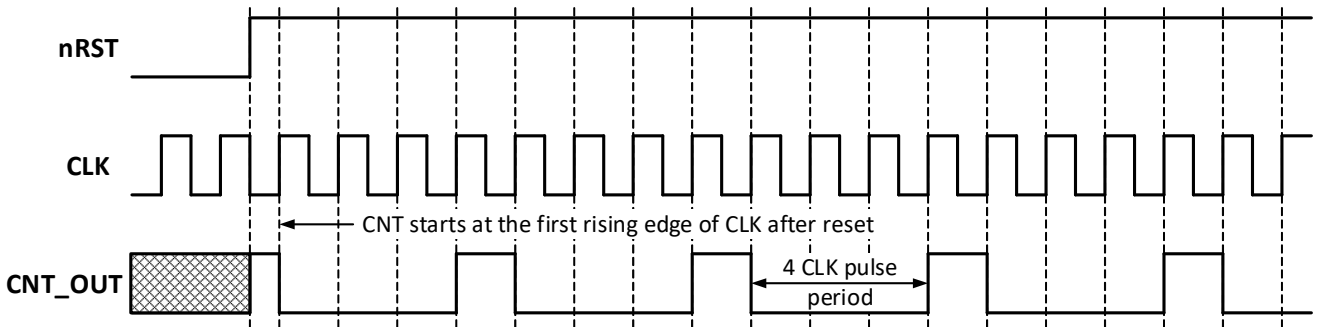 nRST
CLK
CNT starts at the first rising edge of CLK after reset
CNT_OUT
4 CLK pulse
period